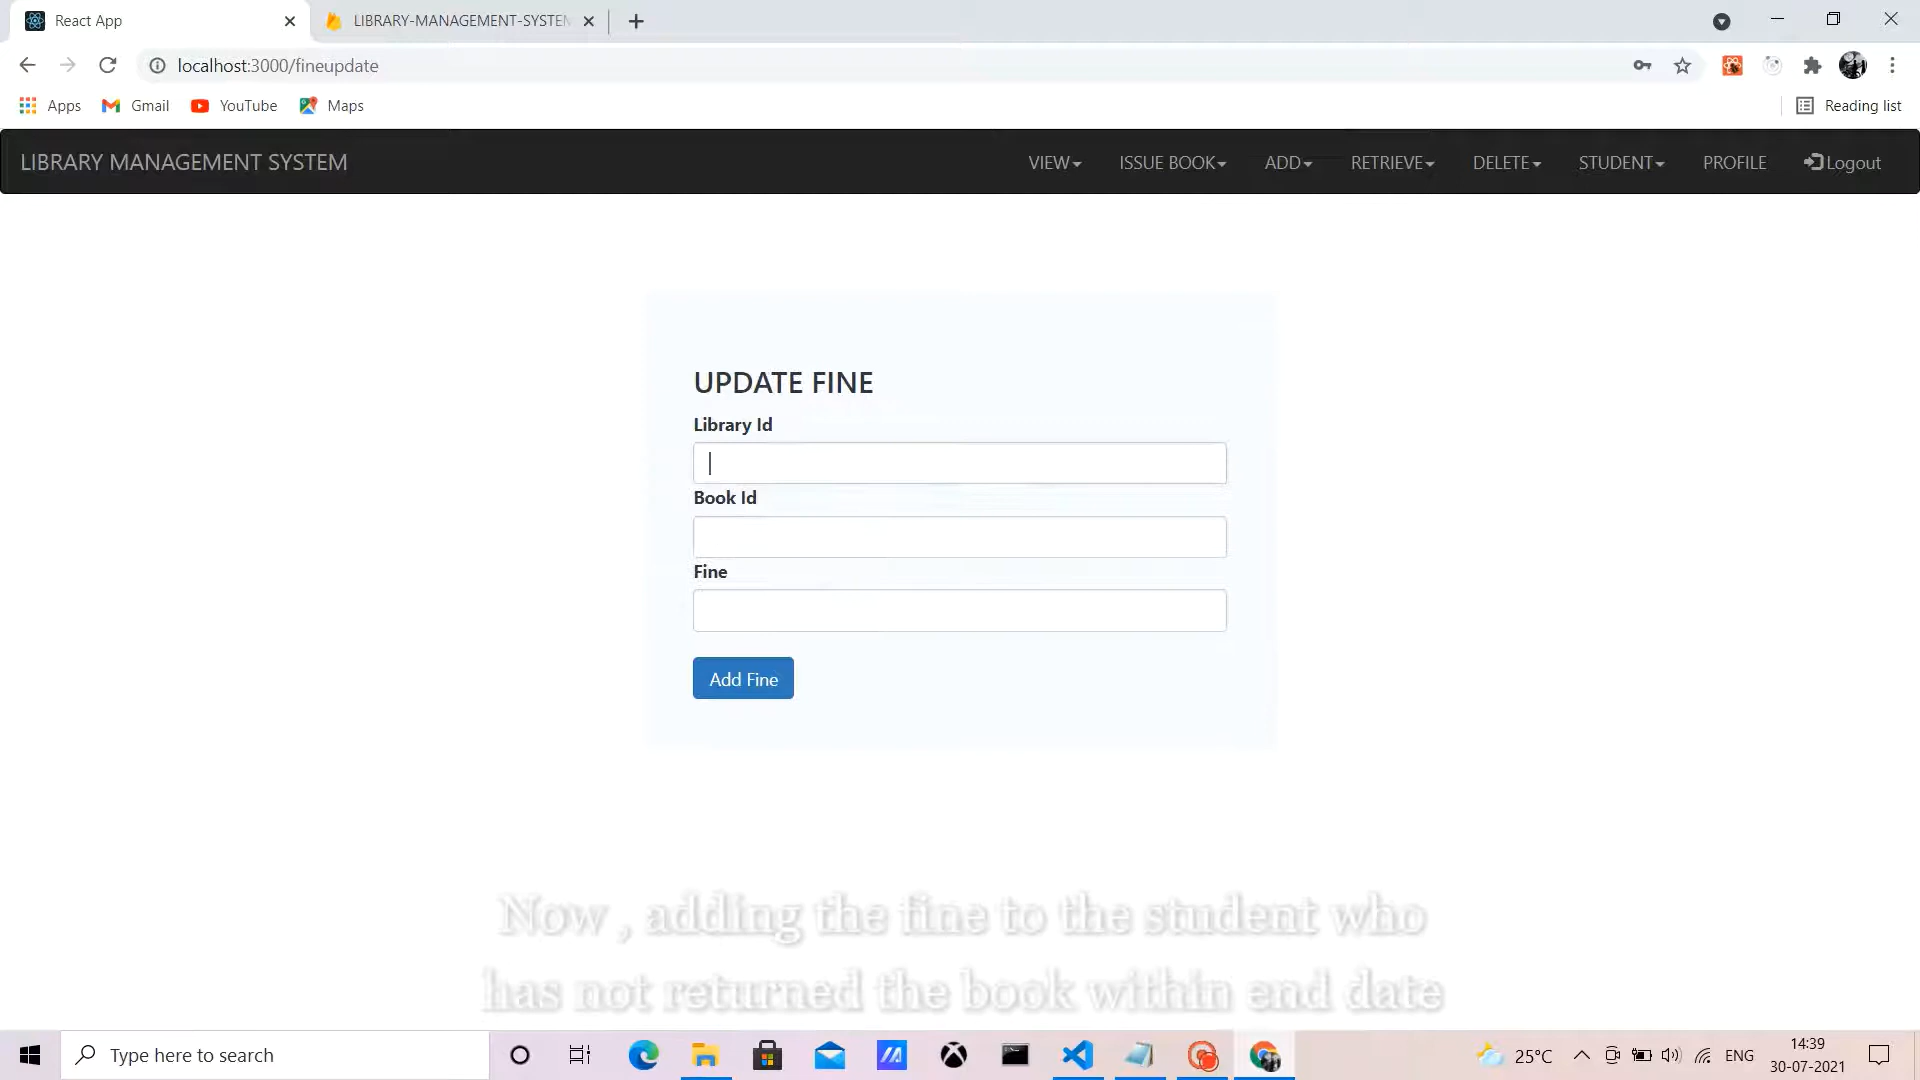 React App
LIBRARY-MANAGEMENT-SYSTEM
localhost:3000/fineupdate
Apps Gmail YouTube Maps Reading list
LIBRARY MANAGEMENT SYSTEM VIEW ISSUE BOOK ADD RETRIEVE DELETE STUDENT PROFILE Logout
UPDATE FINE
Library Id
Book Id
Fine
Add Fine
Now , adding the fine to the student who
has not returned the book within end date
Type here to search 25°C ENG 14:39
30-07-2021